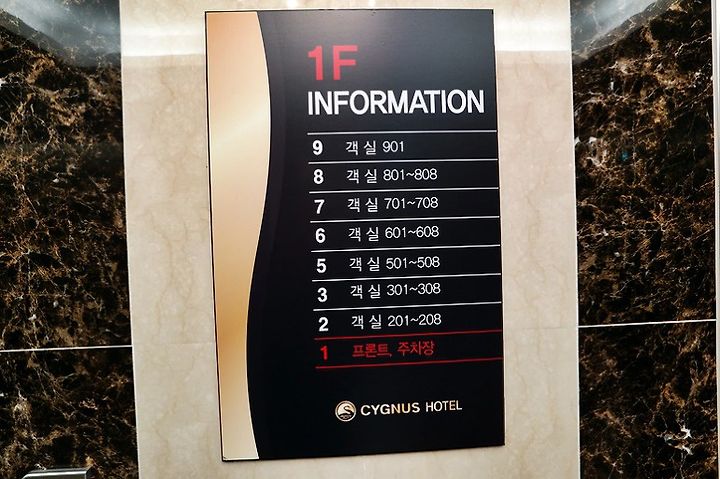 1F
INFORMATION
9 객 실 901
8 객 실 801~808
7 객 실 701~708
6 객 실 601~608
5 객 실 501~508
3 객 실 301~308
2 객 실 201~208
1 프론트, 주차장
CYGNUS HOTEL